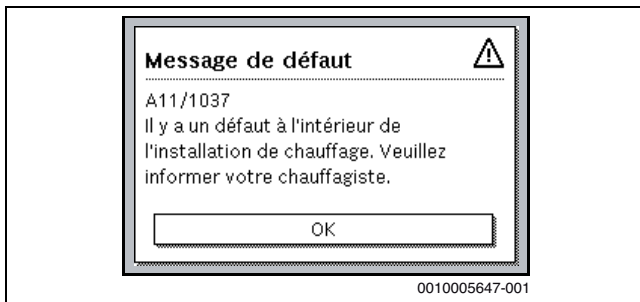 Message de défaut
A11/1037
Il y a un défaut à l'intérieur de
l'installation de chauffage. Veuillez
informer votre chauffagiste.
OK
0010005647-001